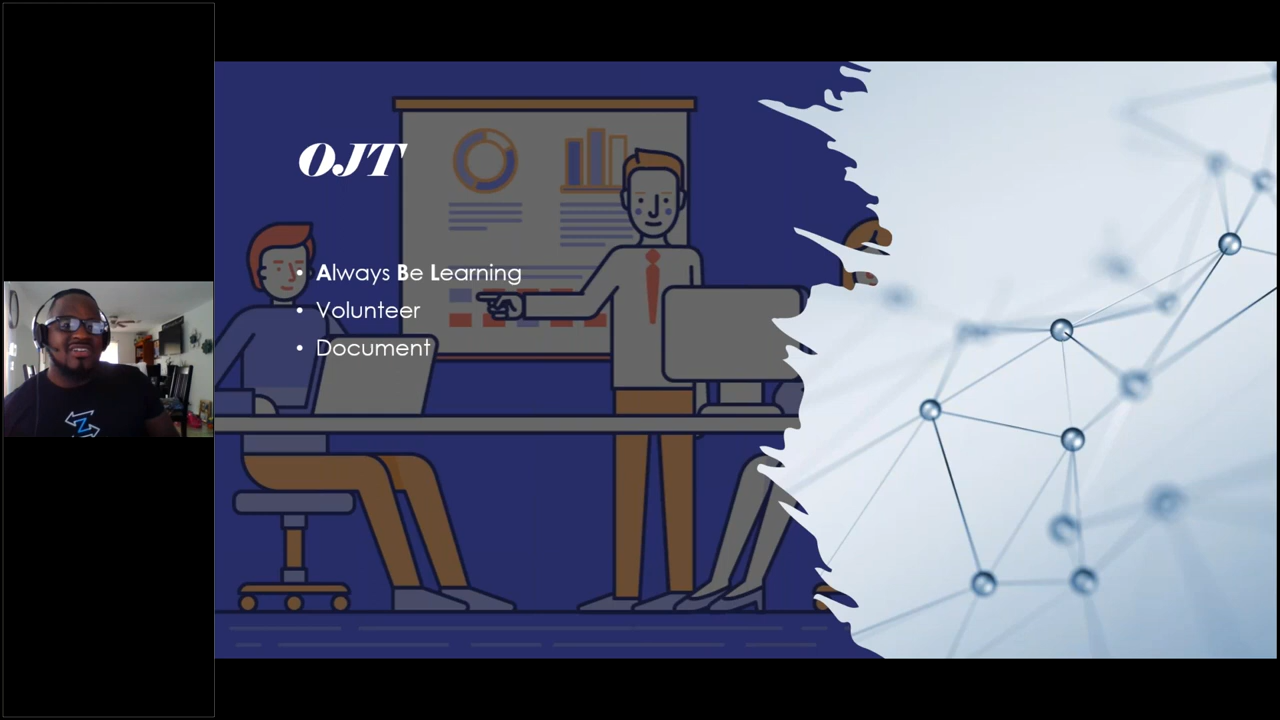 OJT
• Always Be Learning
• Volunteer
• Document